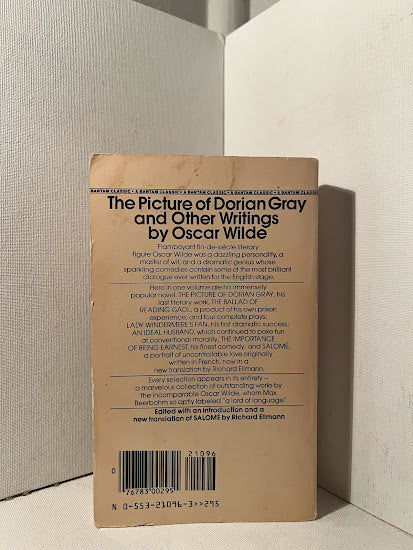 BANTAM CLASSIC • A BANTAM CLASSIC • A BANTAM CLASSIC • A BANTAM CLASSIC • A BANTAM CLASSIC
The Picture of Dorian Gray
and Other Writings
by Oscar Wilde
Flamboyant fin-de-siècle literary
figure Oscar Wilde was a dazzling personality, a
master of wit, and a dramatic genius whose
sparkling comedies contain some of the most brilliant
dialogue ever written for the English stage.
Here in one volume are his immensely
popular novel, THE PICTURE OF DORIAN GRAY; his
last literary work, THE BALLAD OF
READING GAOL, a product of his own prison
experience; and four complete plays:
LADY WINDERMERE'S FAN, his first dramatic success;
AN IDEAL HUSBAND, which continued to poke fun
at conventional morality; THE IMPORTANCE
OF BEING EARNEST, his finest comedy; and SALOMÉ,
a portrait of uncontrollable love originally
written in French, now in a
new translation by Richard Ellmann.
Every selection appears in its entirety –
a marvelous collection of outstanding works by
the incomparable Oscar Wilde, whom Max
Beerbohm so aptly labeled "a lord of language."
Edited with an introduction and a
new translation of SALOME by Richard Ellmann
21096
0
76783 00295
N 0-553-21096-3>>295